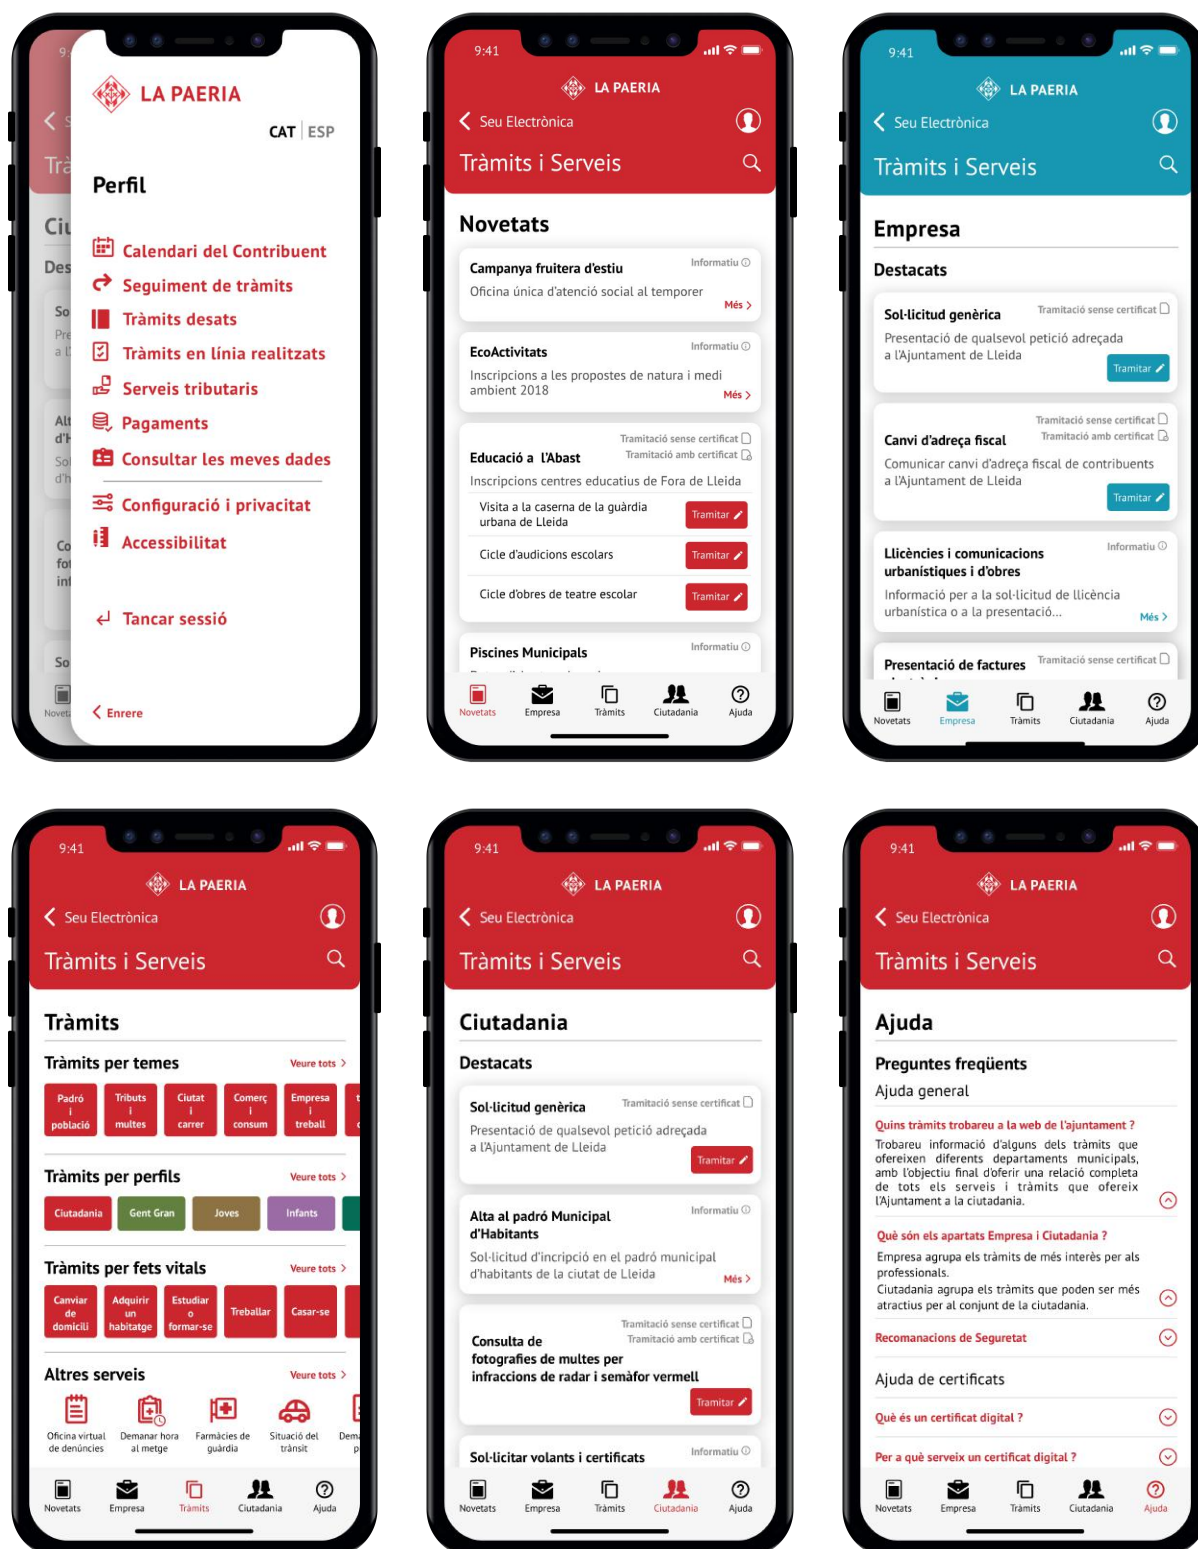 9:
LA PAERIA
CAT | ESP
Trà
Perfil
Ciu
Calendari del Contribuent
Des
Seguiment de tràmits
So
Tràmits desats
Pre
a l'
Tràmits en línia realitzats
Serveis tributaris
Alt
d'H
Pagaments
Sol
d'h
Consultar les meves dades
Configuració i privacitat
Co
fot
inf
Accessibilitat
Tancar sessió
So
Noveta
Enrere
9:41
LA PAERIA
Seu Electrònica
Tràmits i Serveis
Novetats
Campanya fruitera d'estiu
Informatiu
Oficina única d'atenció social al temporer
Més >
EcoActivitats
Informatiu
Inscripcions a les propostes de natura i medi
ambient 2018
Més >
Tramitació sense certificat
Educació a l'Abast
Tramitació amb certificat
Inscripcions centres educatius de Fora de Lleida
Visita a la caserna de la guàrdia
urbana de Lleida
Tramitar
Cicle d'audicions escolars
Tramitar
Cicle d'obres de teatre escolar
Tramitar
Piscines Municipals
Informatiu
Novetats
Empresa
Tràmits
Ciutadania
Ajuda
9:41
LA PAERIA
Seu Electrònica
Tràmits i Serveis
Empresa
Destacats
Sol·licitud genèrica
Tramitació sense certificat
Presentació de qualsevol petició adreçada
a l'Ajuntament de Lleida
Tramitar
Tramitació sense certificat
Canvi d'adreça fiscal
Tramitació amb certificat
Comunicar canvi d'adreça fiscal de contribuents
a l'Ajuntament de Lleida
Tramitar
Llicències i comunicacions
urbanístiques i d'obres
Informatiu
Informació per a la sol·licitud de llicència
urbanística o a la presentació...
Més >
Presentació de factures
Tramitació sense certificat
Novetats
Empresa
Tràmits
Ciutadania
Ajuda
9:41
LA PAERIA
Seu Electrònica
Tràmits i Serveis
Tràmits
Tràmits per temes
Veure tots >
Padró
i
població
Tributs
i
multes
Ciutat
i
carrer
Comerç
i
consum
Empresa
i
treball
Tràmits per perfils
Veure tots >
Ciutadania
Gent Gran
Joves
Infants
Tràmits per fets vitals
Veure tots >
Canviar
de
domicili
Adquirir
un
habitatge
Estudiar
o
formar-se
Treballar
Casar-se
Altres serveis
Veure tots >
Oficina virtual
de denúncies
Demanar hora
al metge
Farmàcies de
guàrdia
Situació del
trànsit
Dema
p
Novetats
Empresa
Tràmits
Ciutadania
Ajuda
9:41
LA PAERIA
Seu Electrònica
Tràmits i Serveis
Ciutadania
Destacats
Sol·licitud genèrica
Tramitació sense certificat
Presentació de qualsevol petició adreçada
a l'Ajuntament de Lleida
Tramitar
Alta al padró Municipal
d'Habitants
Informatiu
Sol·licitud d'incripció en el padró municipal
d'habitants de la ciutat de Lleida
Més >
Tramitació sense certificat
Tramitació amb certificat
Consulta de
fotografies de multes per
infraccions de radar i semàfor vermell
Tramitar
Sol·licitar volants i certificats
Informatiu
Novetats
Empresa
Tràmits
Ciutadania
Ajuda
9:41
LA PAERIA
Seu Electrònica
Tràmits i Serveis
Ajuda
Preguntes freqüents
Ajuda general
Quins tràmits trobareu a la web de l'ajuntament ?
Trobareu informació d'alguns dels tràmits que
ofereixen diferents departaments municipals,
amb l'objectiu final d'oferir una relació completa
de tots els serveis i tràmits que ofereix
l'Ajuntament a la ciutadania.
Què són els apartats Empresa i Ciutadania ?
Empresa agrupa els tràmits de més interès per als
professionals.
Ciutadania agrupa els tràmits que poden ser més
atractius per al conjunt de la ciutadania.
Recomanacions de Seguretat
Ajuda de certificats
Què és un certificat digital ?
Per a què serveix un certificat digital ?
Novetats
Empresa
Tràmits
Ciutadania
Ajuda